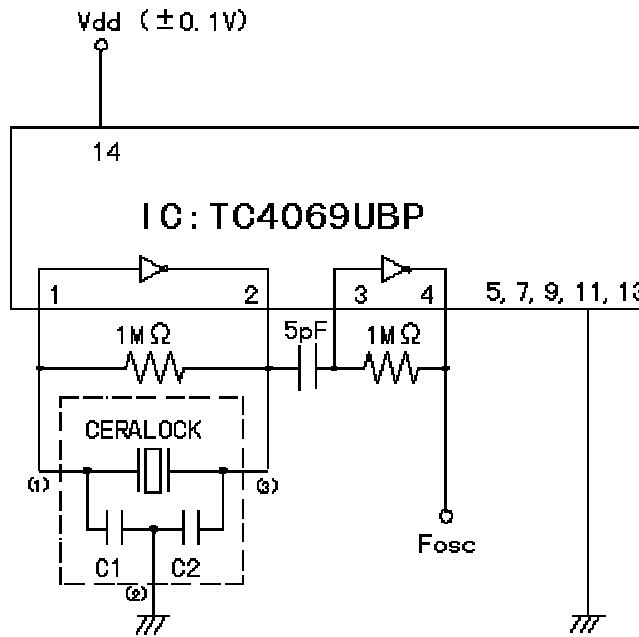 Vdd (±0.1V)
14
IC:TC4069UBP
1 2 3 4 5, 7, 9, 11, 13
1MΩ 5pF 1MΩ
CERALOCK
(1) (3)
C1 C2
Fosc
(2)